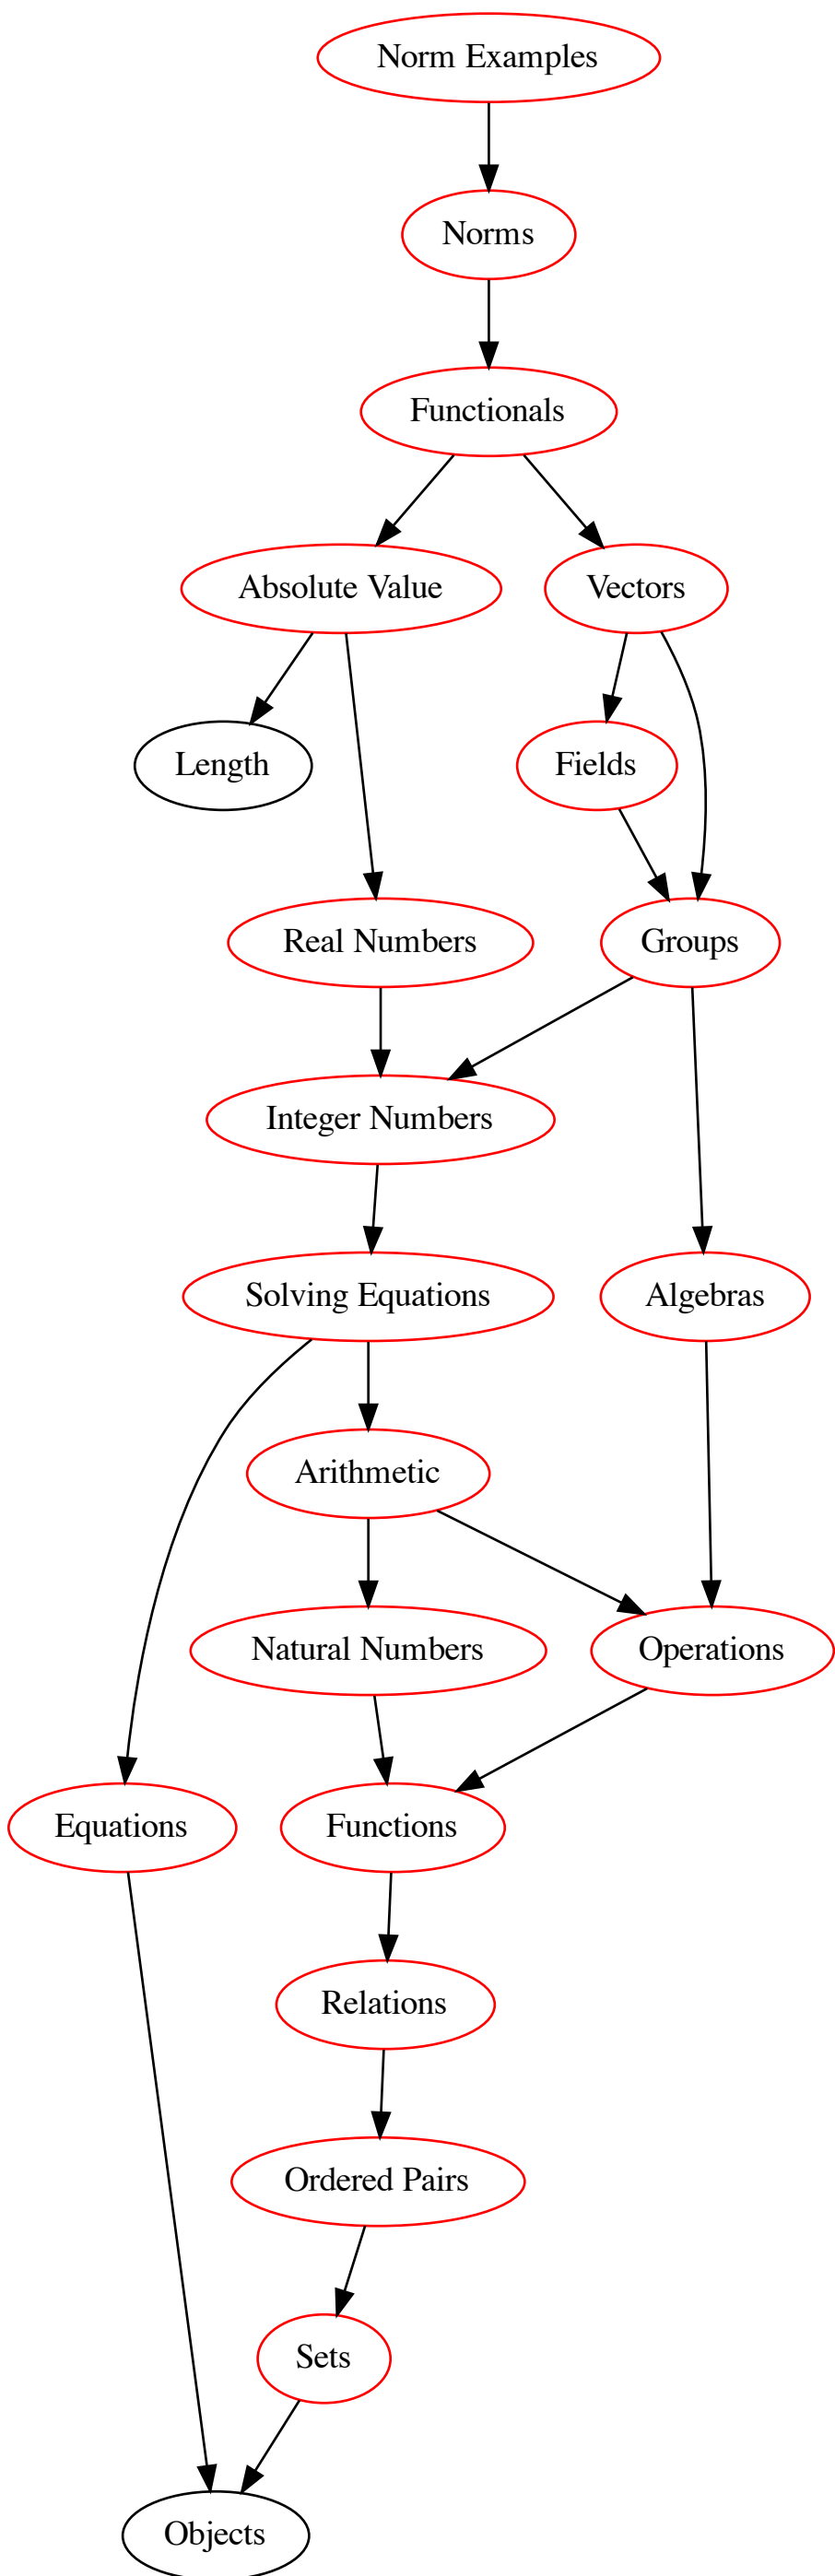 Norm Examples
Norms
Functionals
Absolute Value
Vectors
Length
Fields
Real Numbers
Groups
Integer Numbers
Solving Equations
Algebras
Arithmetic
Natural Numbers
Operations
Equations
Functions
Relations
Ordered Pairs
Sets
Objects